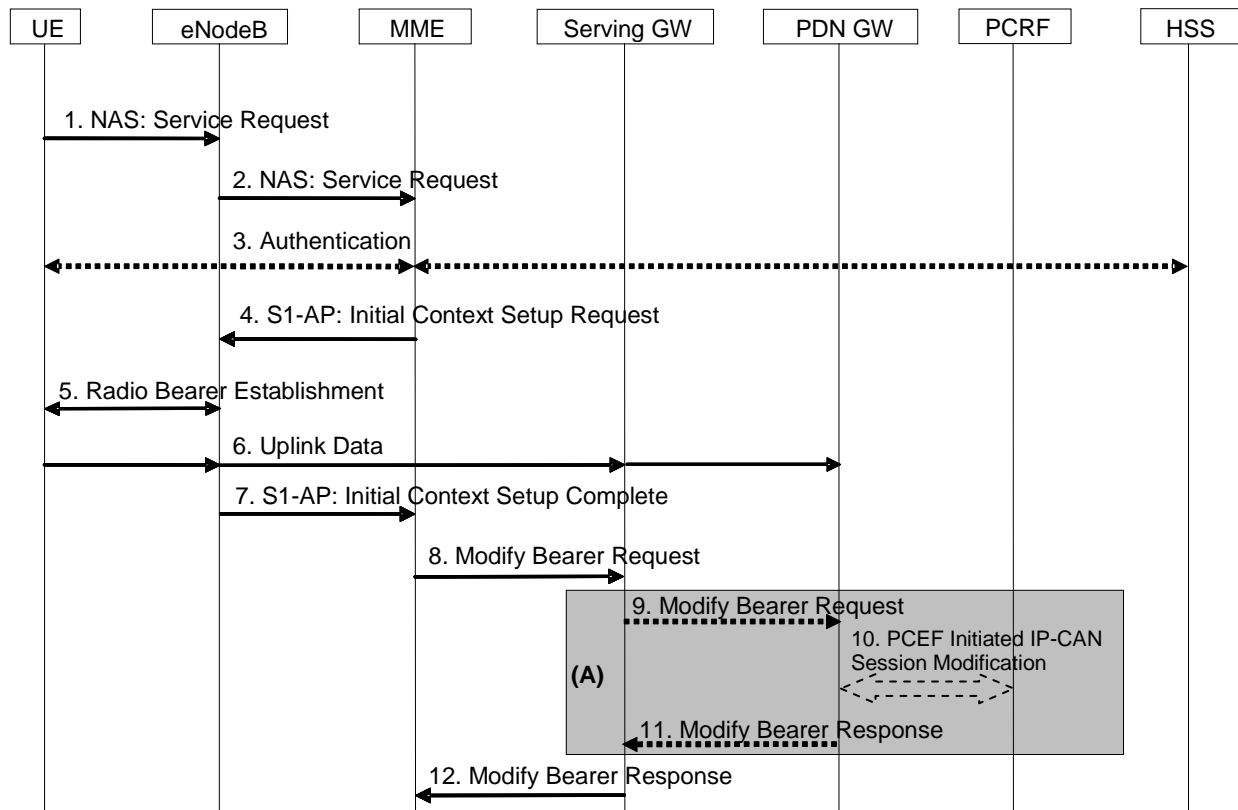 UE
eNodeB
MME
Serving GW
PDN GW
PCRF
HSS
1. NAS: Service Request
2. NAS: Service Request
3. Authentication
4. S1-AP: Initial Context Setup Request
5. Radio Bearer Establishment
6. Uplink Data
7. S1-AP: Initial Context Setup Complete
8. Modify Bearer Request
9. Modify Bearer Request
10. PCEF Initiated IP-CAN
Session Modification
(A)
11. Modify Bearer Response
12. Modify Bearer Response